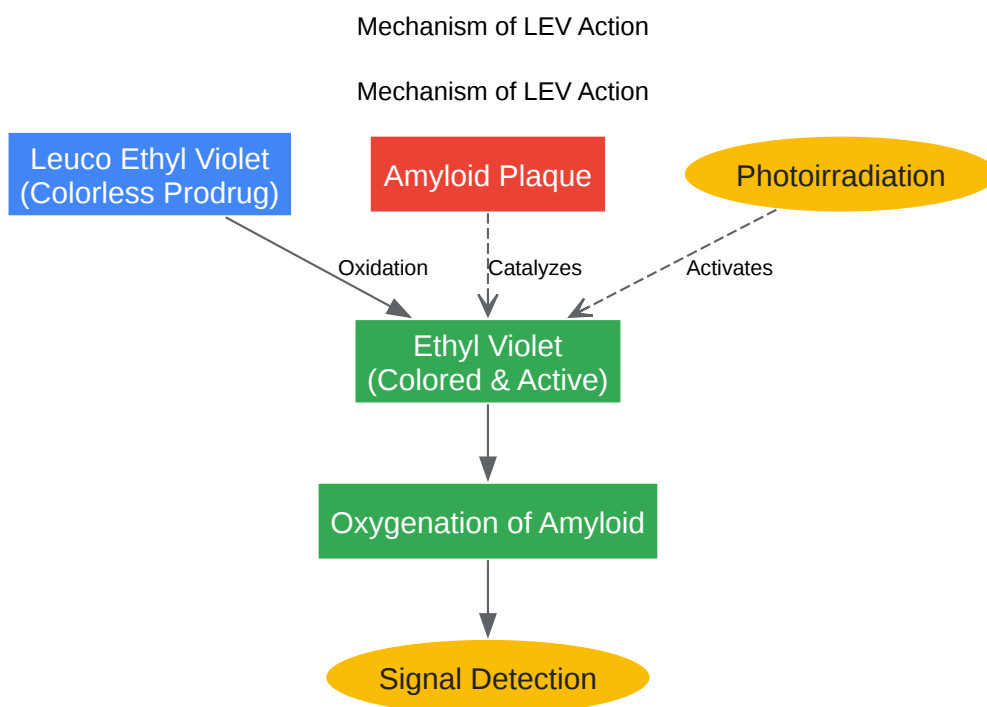 Mechanism of LEV Action
Mechanism of LEV Action
Leuco Ethyl Violet
(Colorless Prodrug)
Amyloid Plaque
Photoirradiation
Oxidation
Catalyzes
Activates
Ethyl Violet
(Colored & Active)
Oxygenation of Amyloid
Signal Detection